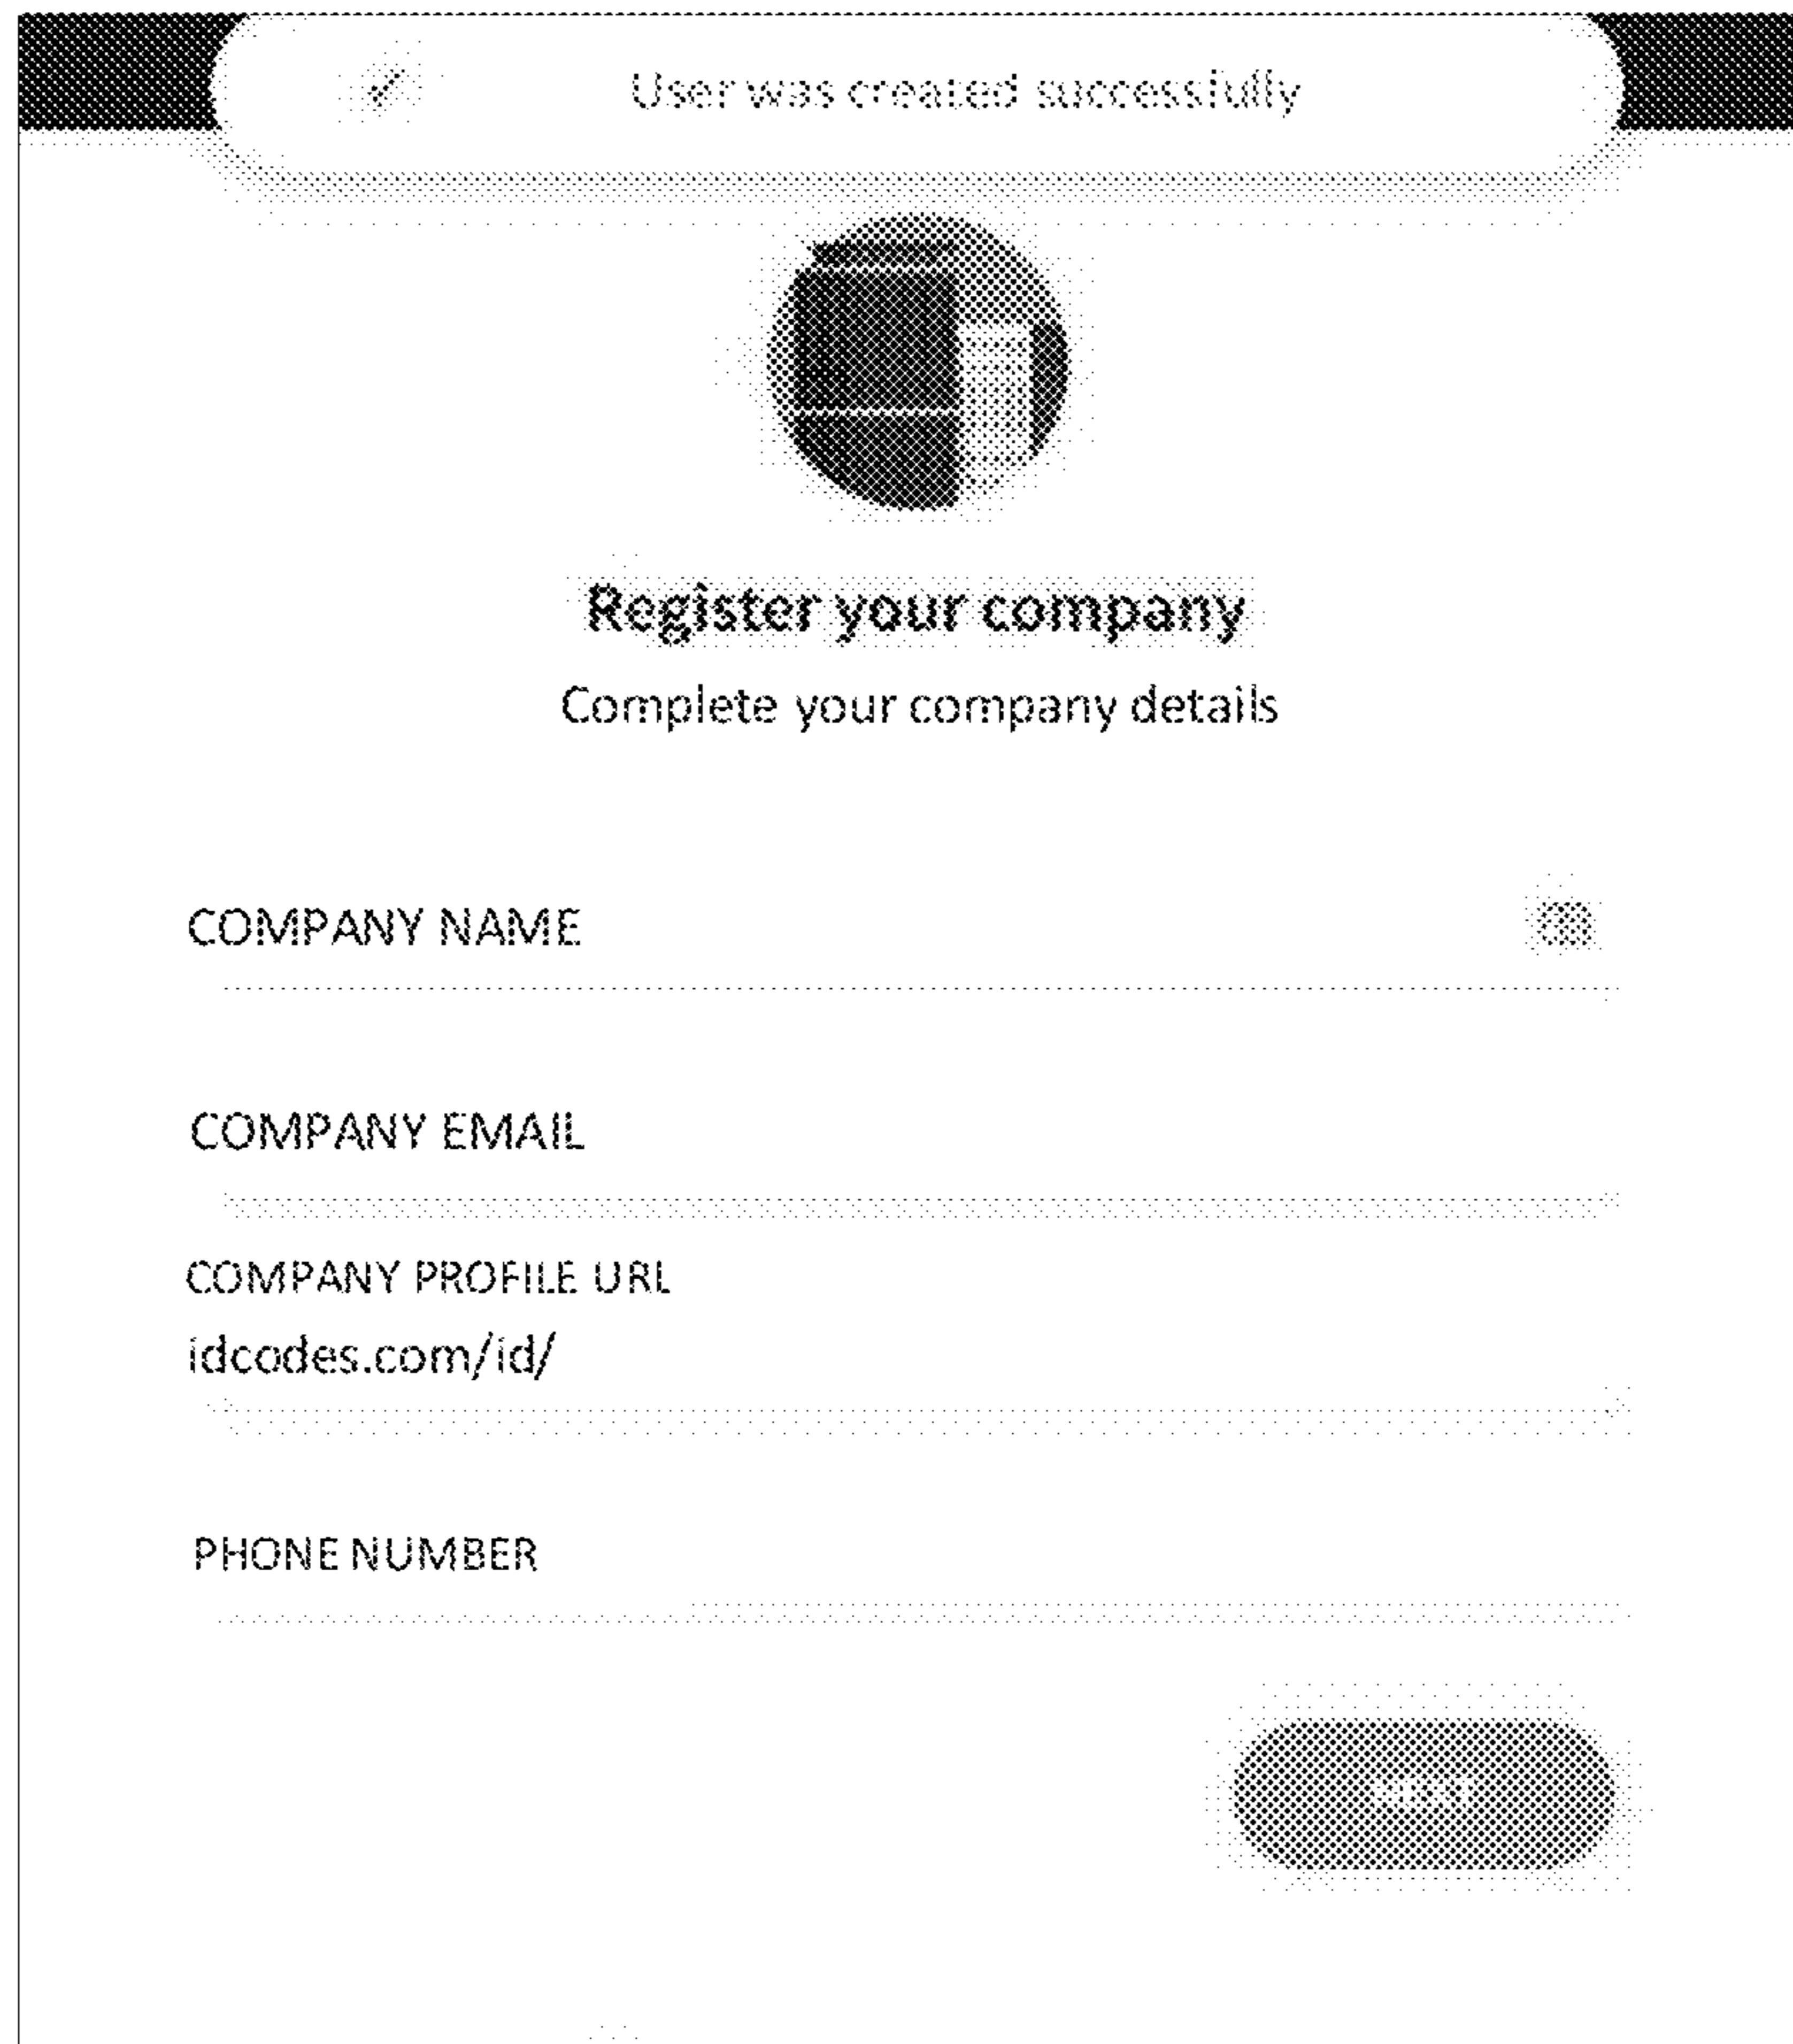 User was created successfully
Register your company
Complete your company details
COMPANY NAME
COMPANY EMAIL
COMPANY PROFILE URL
idcodes.com/id/
PHONE NUMBER